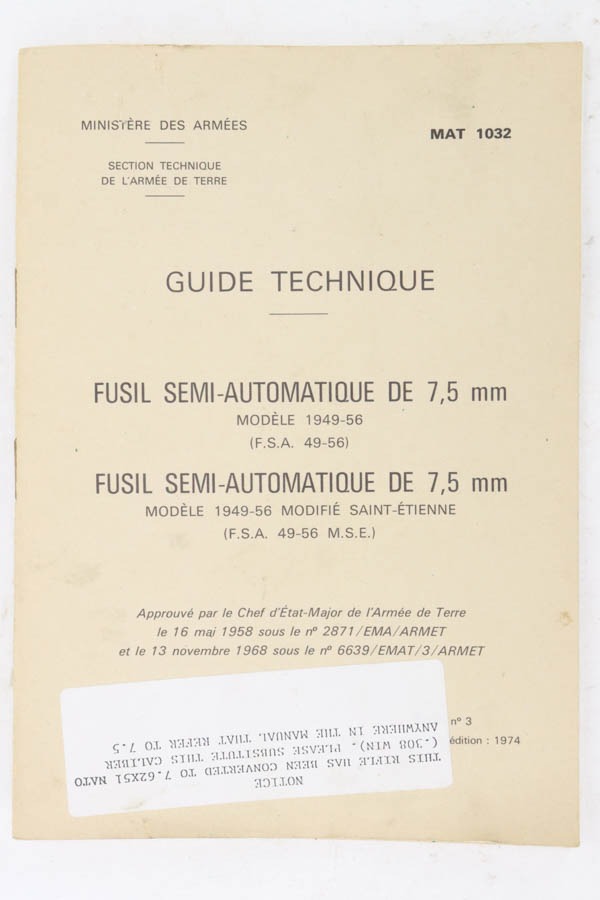 MINISTÈRE DES ARMÉES
SECTION TECHNIQUE
DE L'ARMÉE DE TERRE
MAT 1032
GUIDE TECHNIQUE
FUSIL SEMI-AUTOMATIQUE DE 7,5 mm
MODÈLE 1949-56
(F.S.A. 49-56)
FUSIL SEMI-AUTOMATIQUE DE 7,5 mm
MODÈLE 1949-56 MODIFIÉ SAINT-ÉTIENNE
(F.S.A. 49-56 M.S.E.)
Approuvé par le Chef d'État-Major de l'Armée de Terre
le 16 mai 1958 sous le nº 2871/EMA/ARMET
et le 13 novembre 1968 sous le nº 6639/EMAT/3/ARMET
nº 3
édition : 1974
NOTICE
THIS RIFLE HAS BEEN CONVERTED TO 7.62X51 NATO
(.308 WIN). PLEASE SUBSTITUTE THIS CALIBER
ANYWHERE IN THE MANUAL THAT REFER TO 7.5